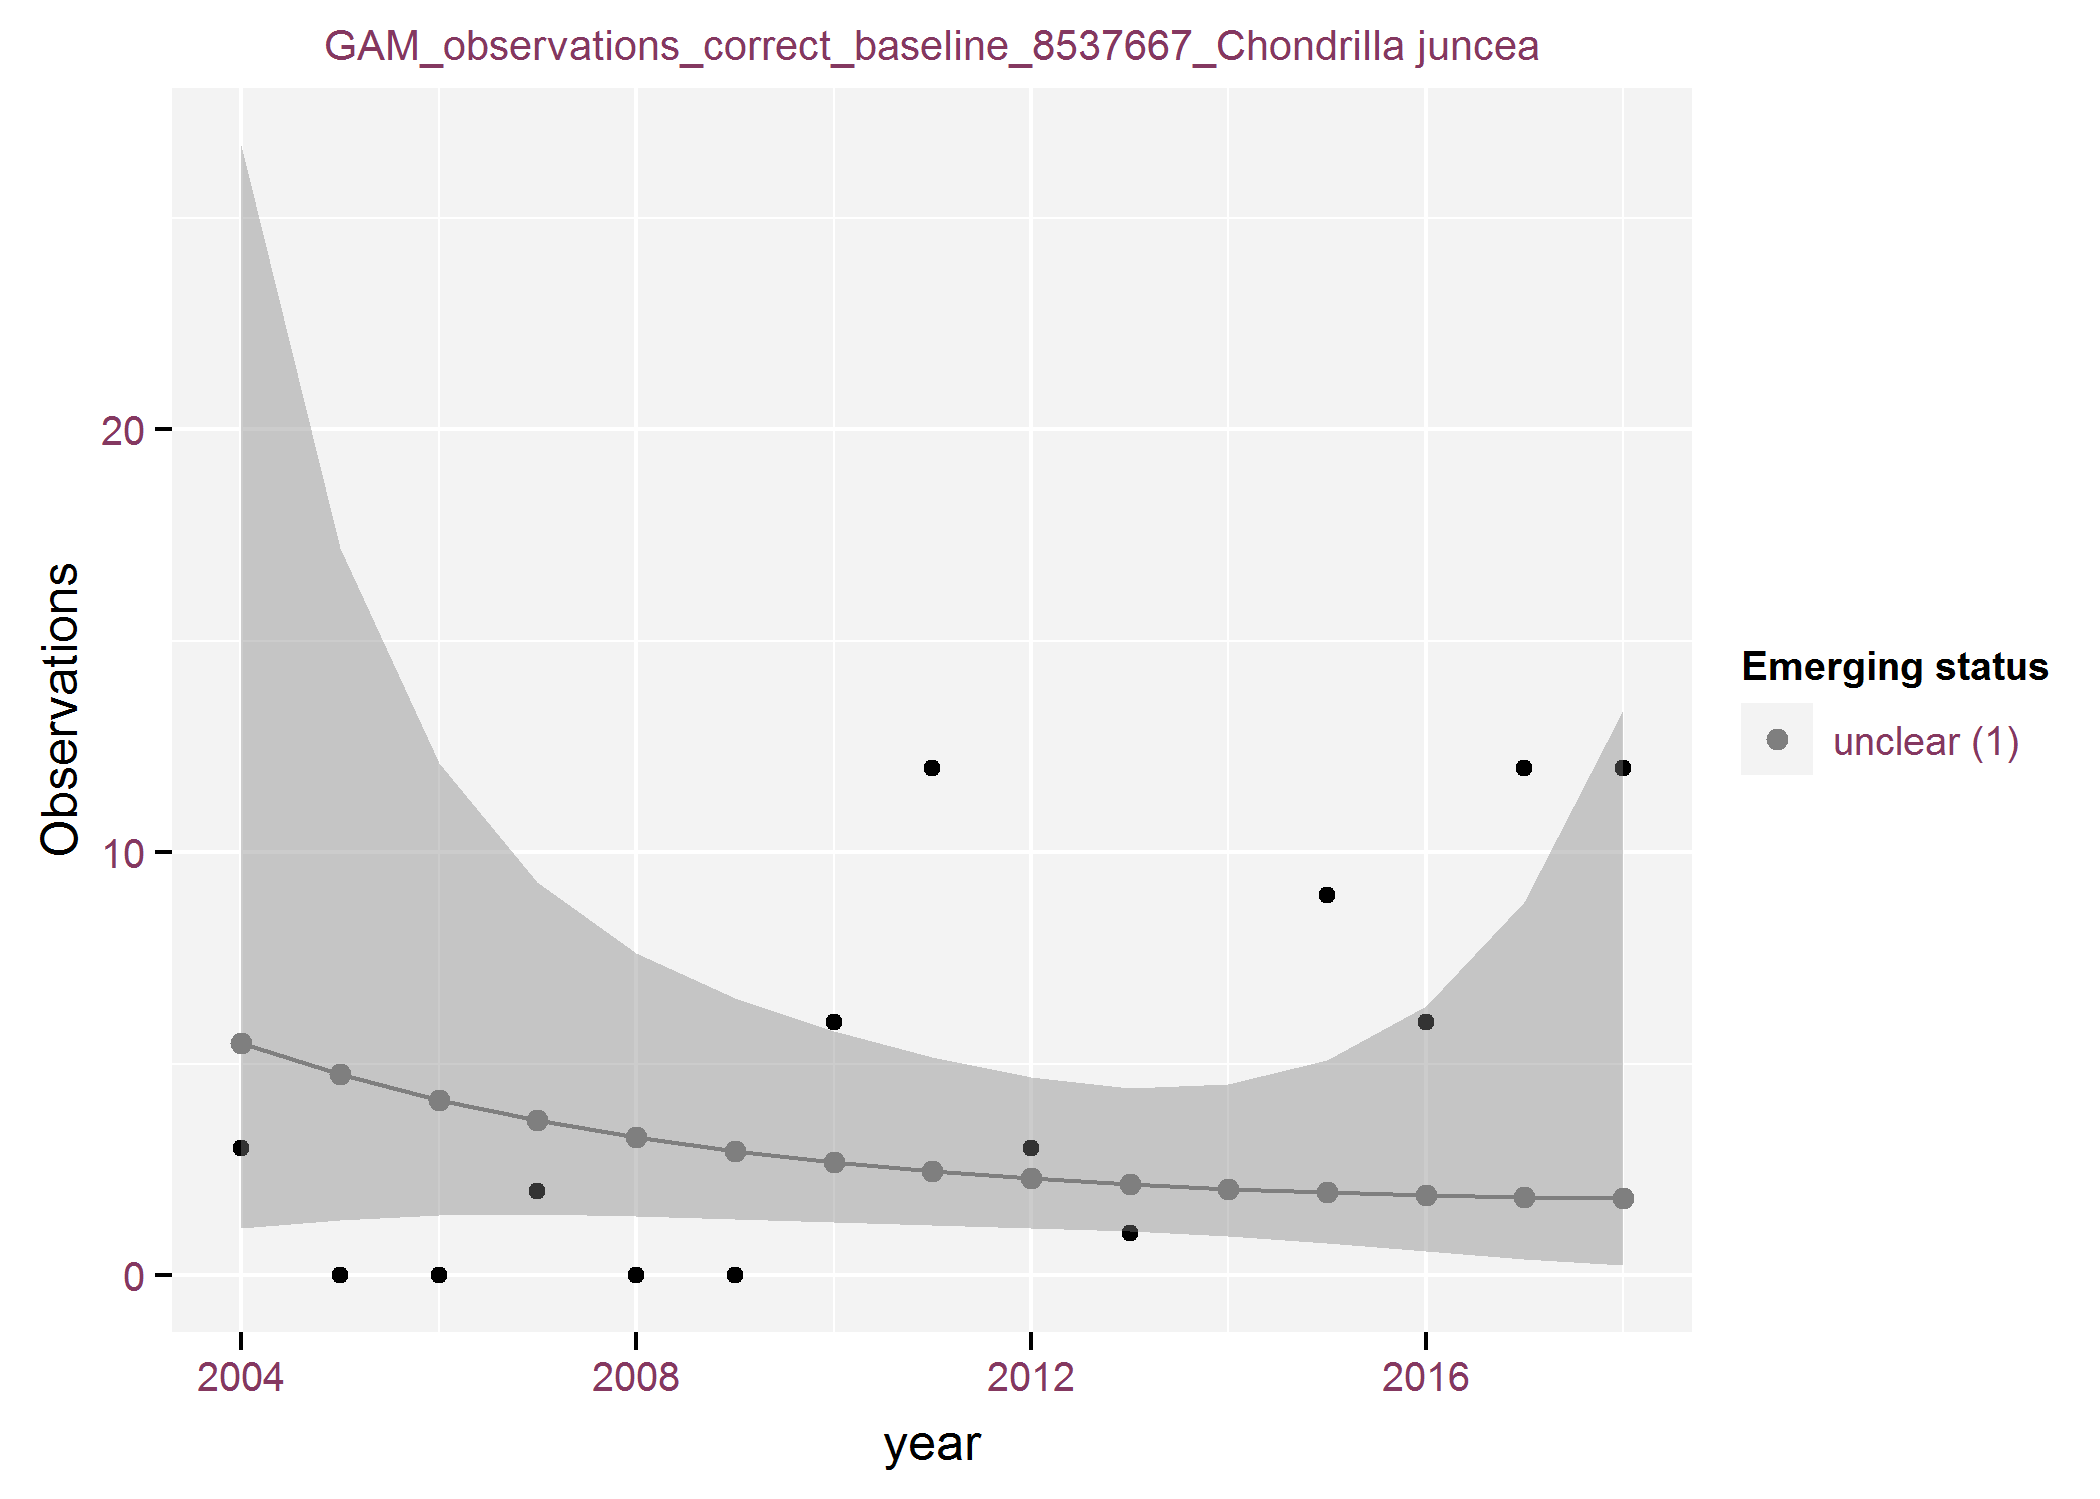 GAM_observations_correct_baseline_8537667_Chondrilla juncea
Observations
20
10
0
2004
2008
2012
2016
year
Emerging status
unclear (1)